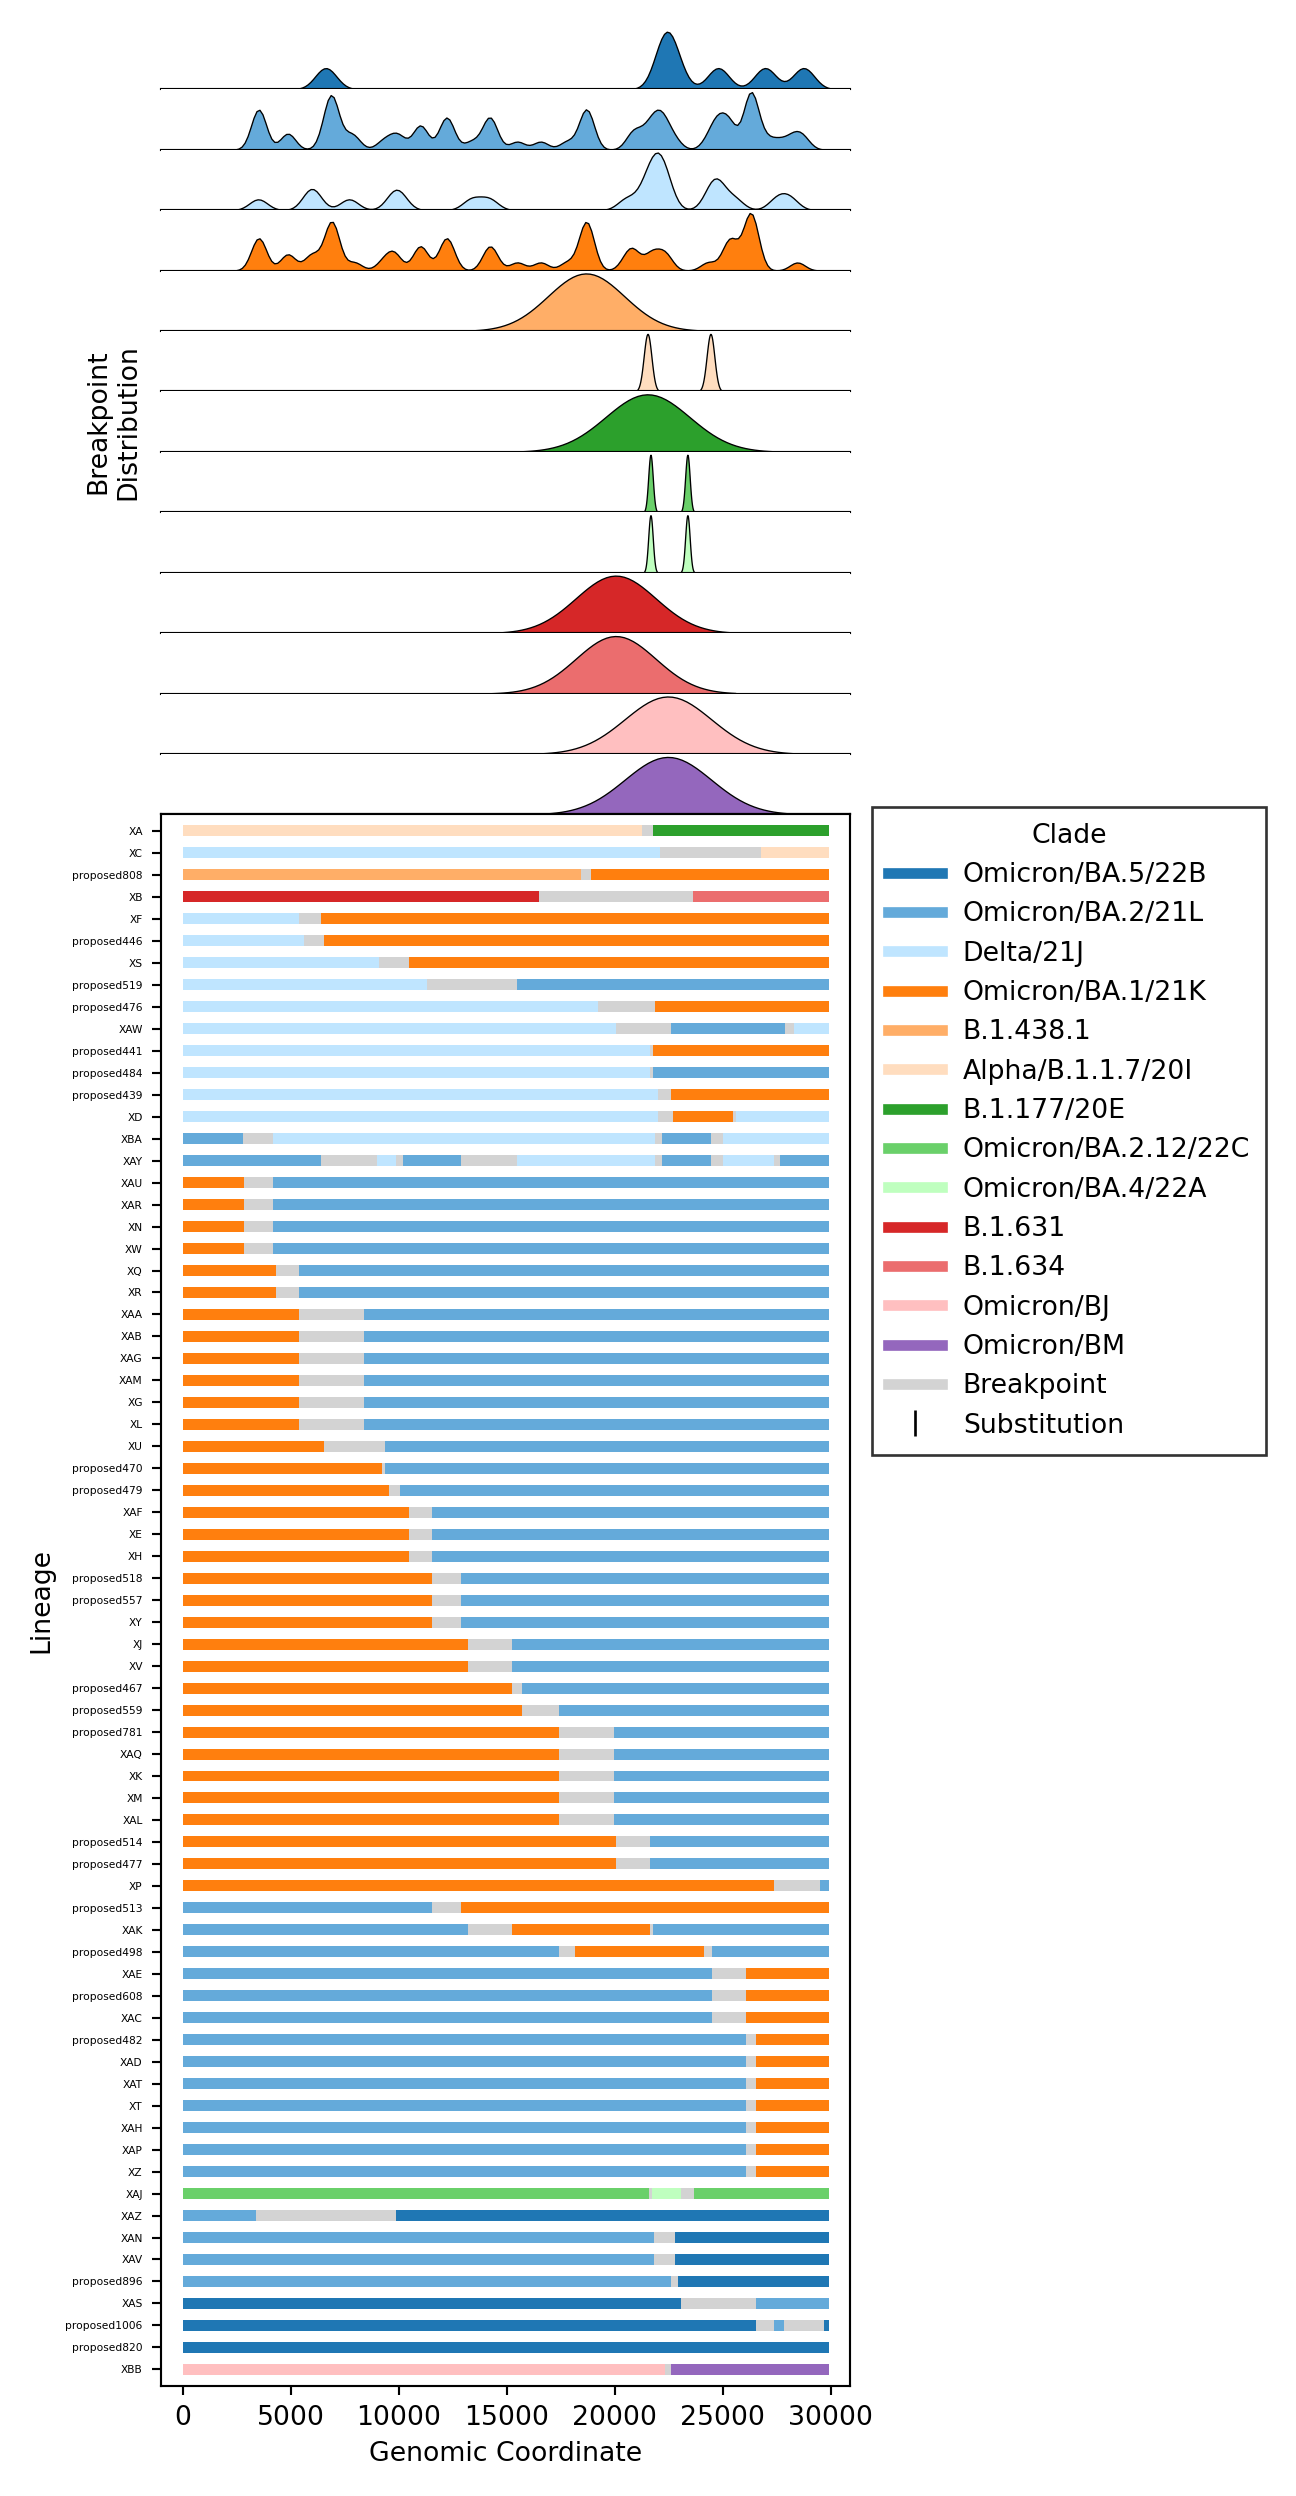 Breakpoint
Distribution
XA
XC
proposed808
XB
XF
proposed446
XS
proposed519
proposed476
XAW
proposed441
proposed484
proposed439
XD
XBA
XAY
XAU
XAR
XN
XW
XQ
XR
XAA
XAB
XAG
XAM
XG
XL
XU
proposed470
proposed479
XAF
XE
XH
proposed518
proposed557
XY
XJ
XV
proposed467
proposed559
proposed781
XAQ
XK
XM
XAL
proposed514
proposed477
XP
proposed513
XAK
proposed498
XAE
proposed608
XAC
proposed482
XAD
XAT
XT
XAH
XAP
XZ
XAJ
XAZ
XAN
XAV
proposed896
XAS
proposed1006
proposed820
XBB
Lineage
0 5000 10000 15000 20000 25000 30000
Genomic Coordinate
Clade
Omicron/BA.5/22B
Omicron/BA.2/21L
Delta/21J
Omicron/BA.1/21K
B.1.438.1
Alpha/B.1.1.7/20I
B.1.177/20E
Omicron/BA.2.12/22C
Omicron/BA.4/22A
B.1.631
B.1.634
Omicron/BJ
Omicron/BM
Breakpoint
Substitution